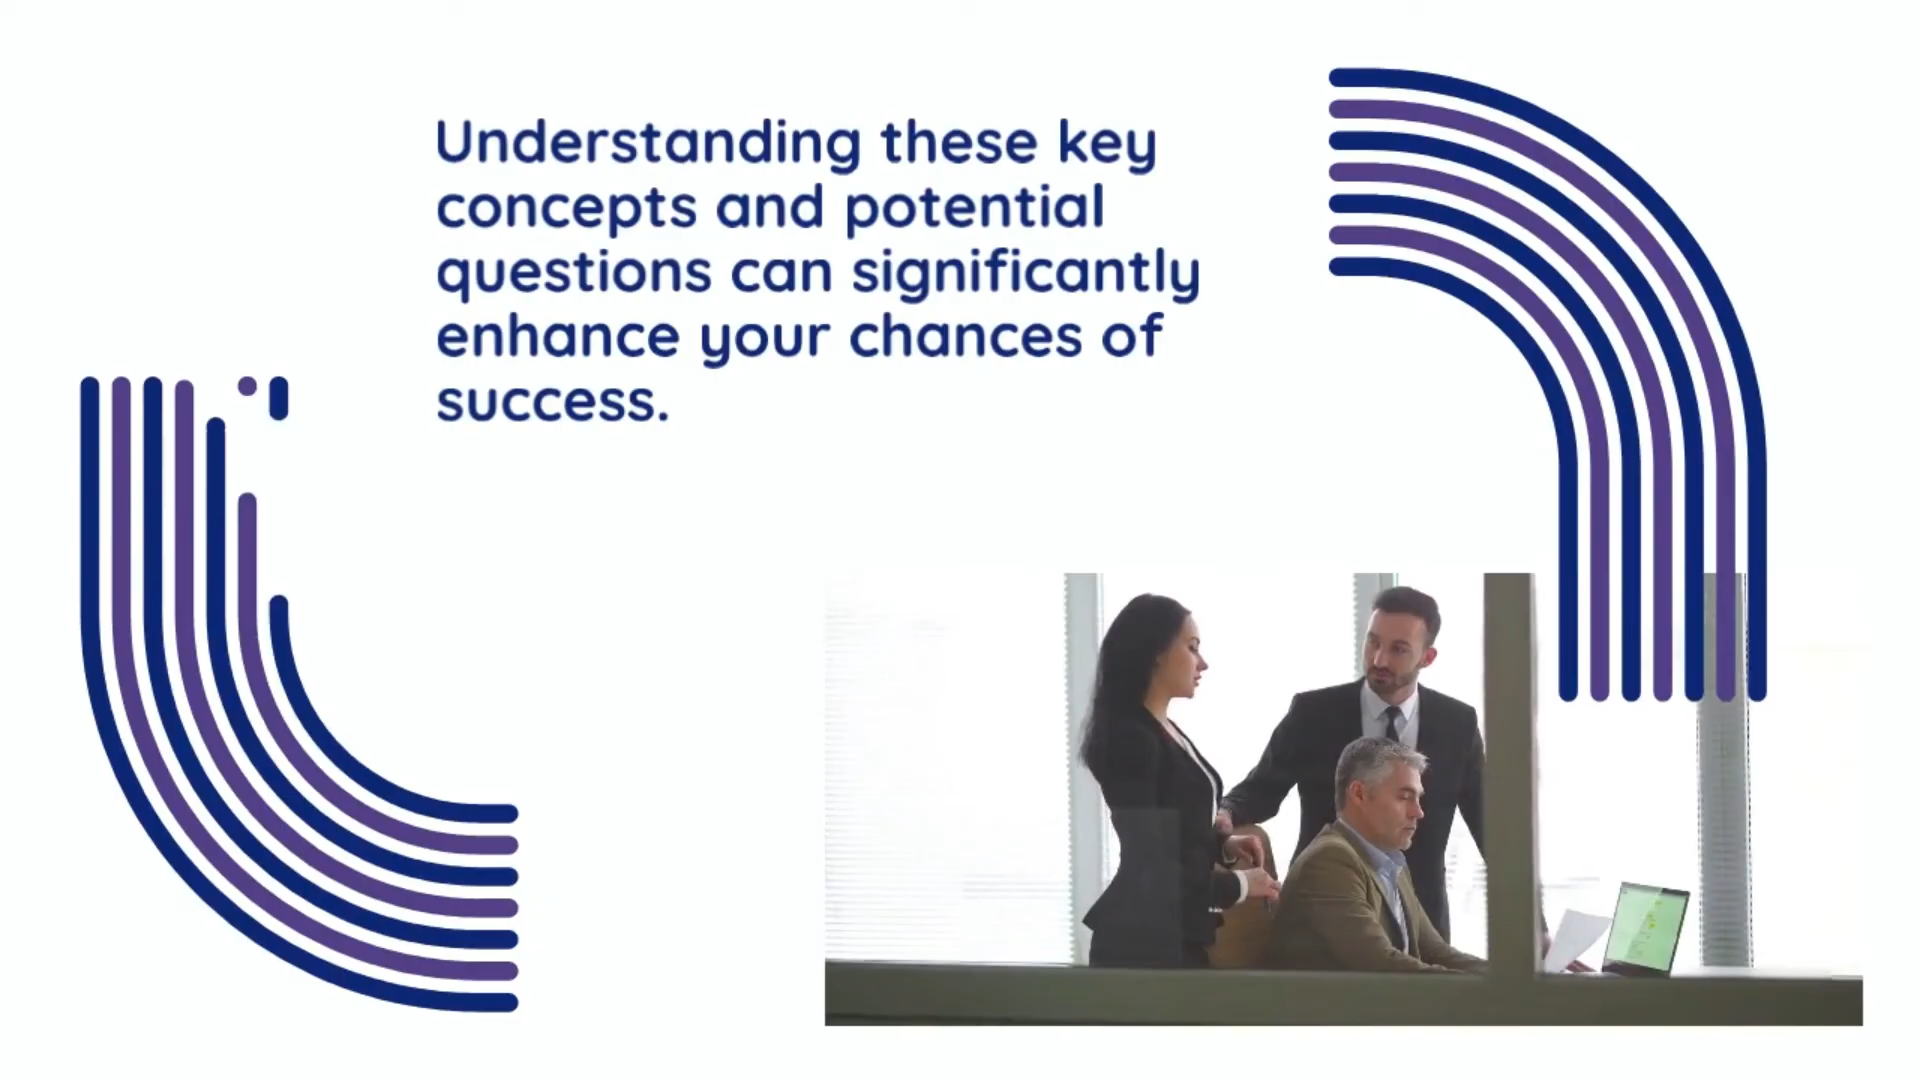 Understanding these key
concepts and potential
questions can significantly
enhance your chances of
success.